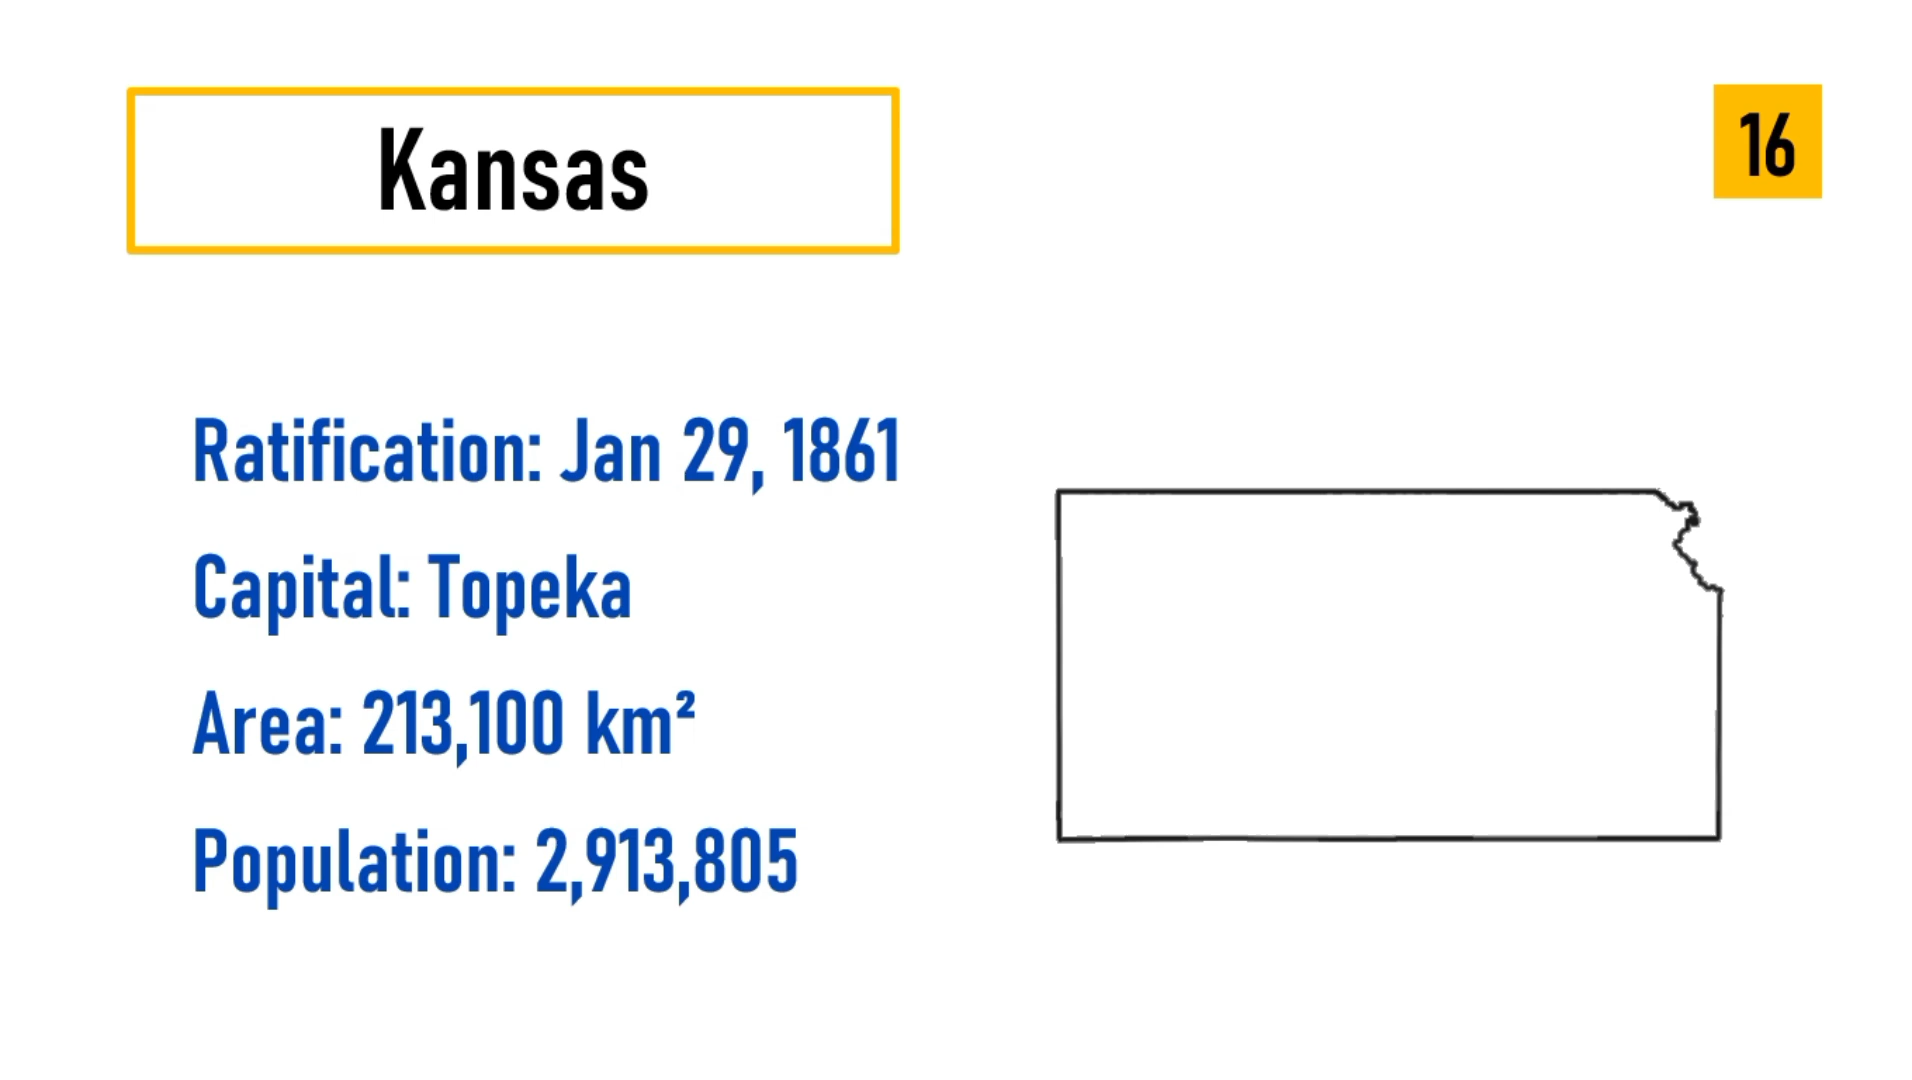 Kansas
16
Ratification: Jan 29, 1861
Capital: Topeka
Area: 213,100 km²
Population: 2,913,805